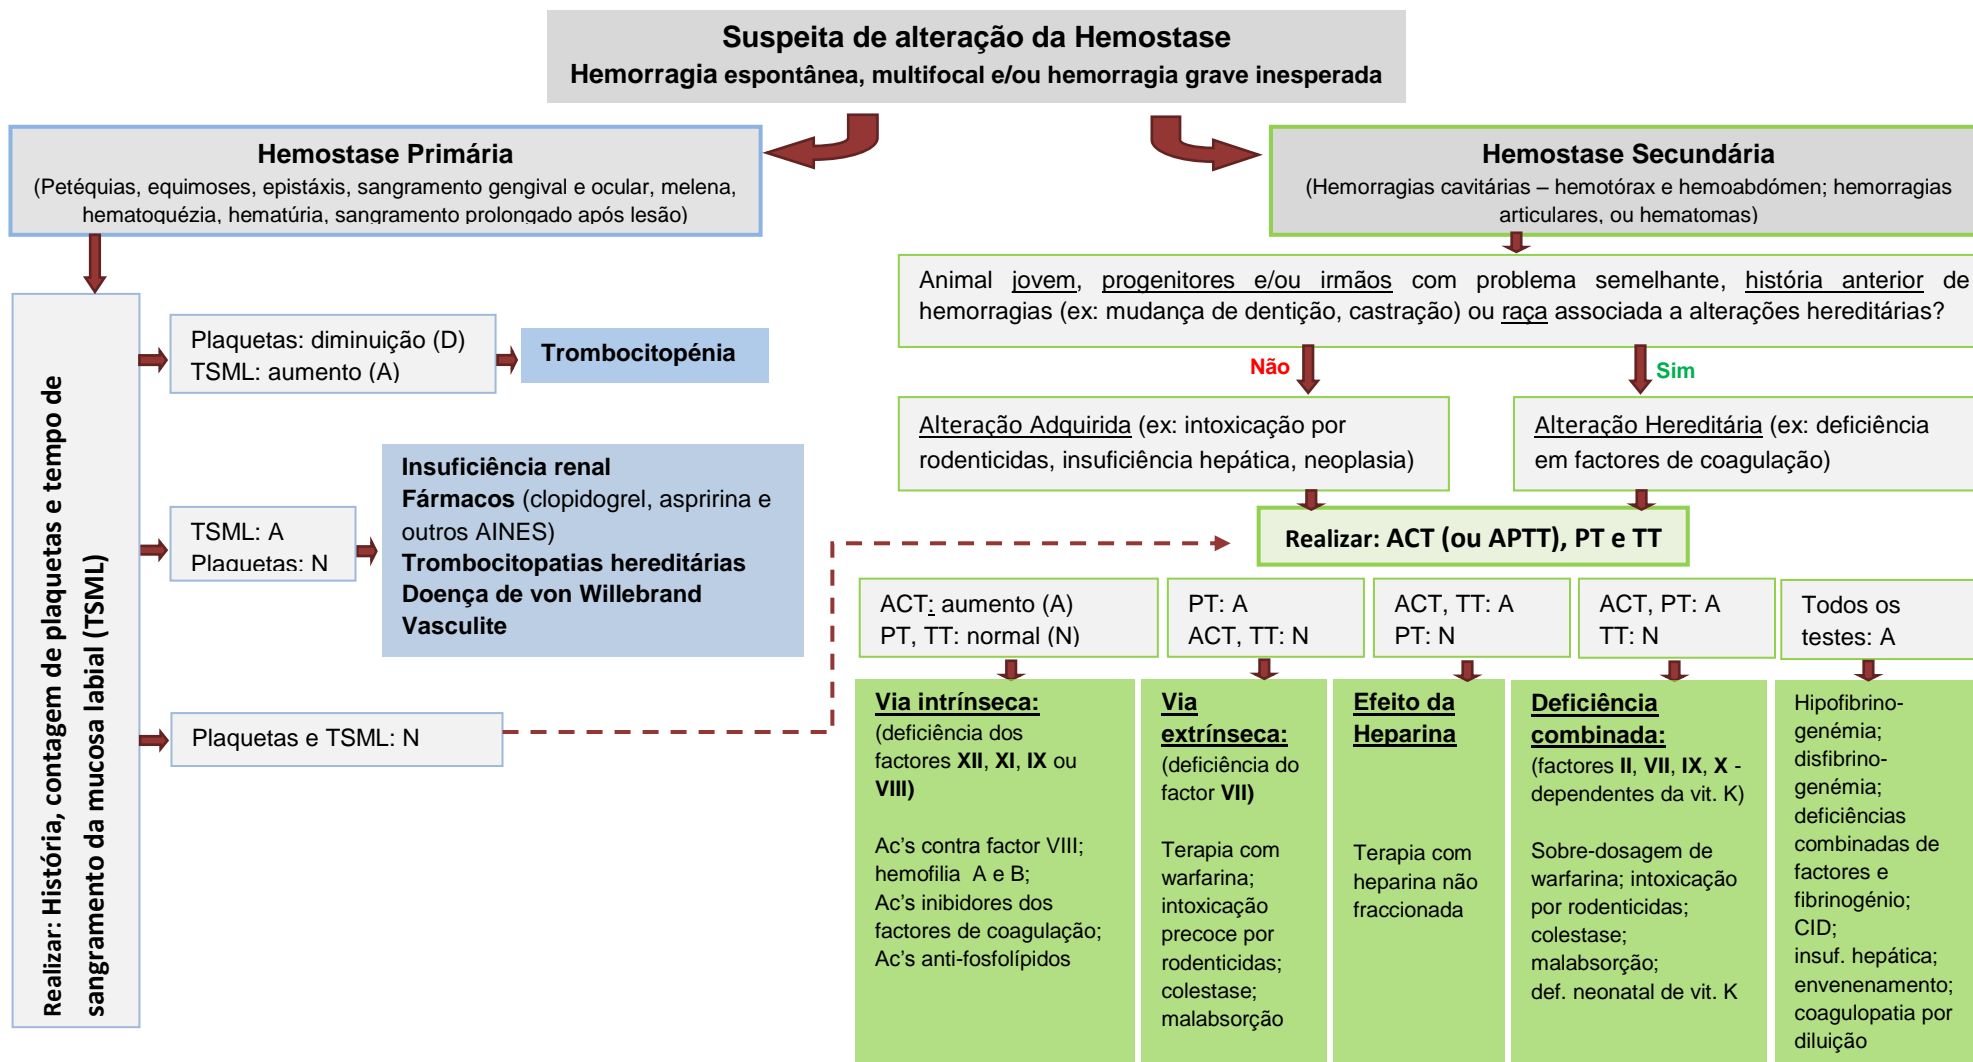 Suspeita de alteração da Hemostase
Hemorragia espontânea, multifocal e/ou hemorragia grave inesperada
Hemostase Primária
(Petéquias, equimoses, epistáxis, sangramento gengival e ocular, melena,
hematoquézia, hematúria, sangramento prolongado após lesão)
Hemostase Secundária
(Hemorragias cavitárias – hemotórax e hemoabdómen; hemorragias
articulares, ou hematomas)
Animal jovem, progenitores e/ou irmãos com problema semelhante, história anterior de
hemorragias (ex: mudança de dentição, castração) ou raça associada a alterações hereditárias?
Não
Sim
Alteração Adquirida (ex: intoxicação por
rodenticidas, insuficiência hepática, neoplasia)
Alteração Hereditária (ex: deficiência
em factores de coagulação)
Realizar: História, contagem de plaquetas e tempo de
sangramento da mucosa labial (TSML)
Plaquetas: diminuição (D)
TSML: aumento (A)
Trombocitopénia
TSML: A
Plaquetas: N
Insuficiência renal
Fármacos (clopidogrel, aspririna e
outros AINES)
Trombocitopatias hereditárias
Doença de von Willebrand
Vasculite
Plaquetas e TSML: N
Realizar: ACT (ou APTT), PT e TT
ACT: aumento (A)
PT, TT: normal (N)
PT: A
ACT, TT: N
ACT, TT: A
PT: N
ACT, PT: A
TT: N
Todos os
testes: A
Via intrínseca:
(deficiência dos
factores XII, XI, IX ou
VIII)
Ac's contra factor VIII;
hemofilia A e B;
Ac's inibidores dos
factores de coagulação;
Ac's anti-fosfolípidos
Via
extrínseca:
(deficiência do
factor VII)
Terapia com
warfarina;
intoxicação
precoce por
rodenticidas;
colestase;
malabsorção
Efeito da
Heparina
Terapia com
heparina não
fraccionada
Deficiência
combinada:
(factores II, VII, IX, X -
dependentes da vit. K)
Sobre-dosagem de
warfarina; intoxicação
por rodenticidas;
colestase;
malabsorção;
def. neonatal de vit. K
Hipofibrino-
genémia;
disfibrino-
genémia;
deficiências
combinadas de
factores e
fibrinogénio;
CID;
insuf. hepática;
envenenamento;
coagulopatia por
diluição